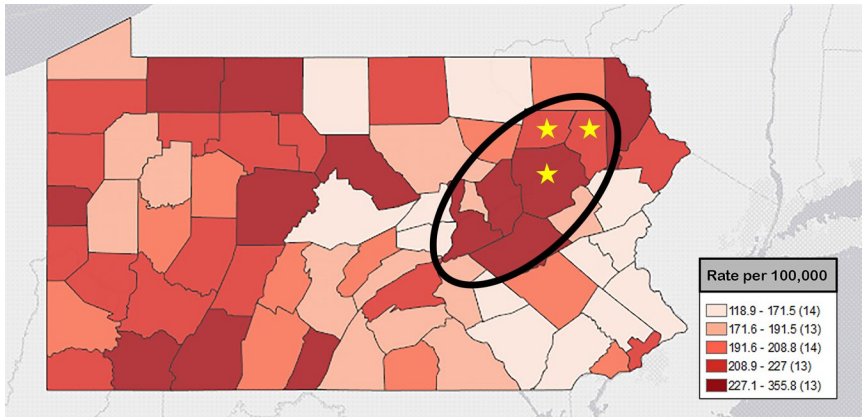 Rate per 100,000
118.9 - 171.5 (14)
171.6 - 191.5 (13)
191.6 - 208.8 (14)
208.9 - 227 (13)
227.1 - 355.8 (13)